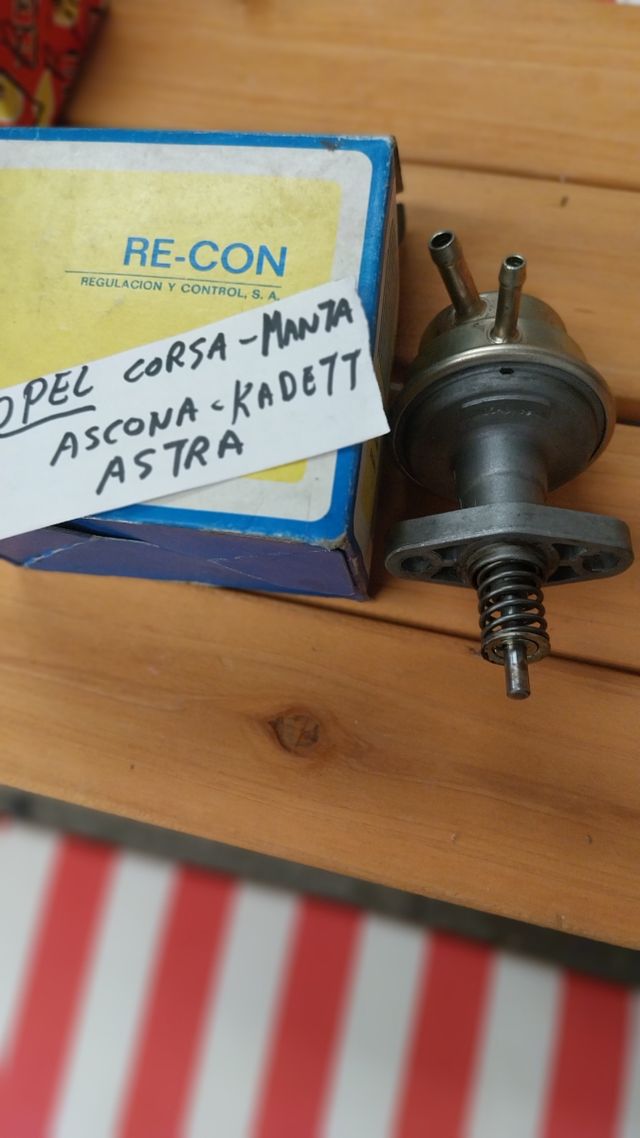 RE-CON
REGULACION Y CONTROL, S. A.
OPEL CORSA - MANTA
ASCONA - KADETT
ASTRA